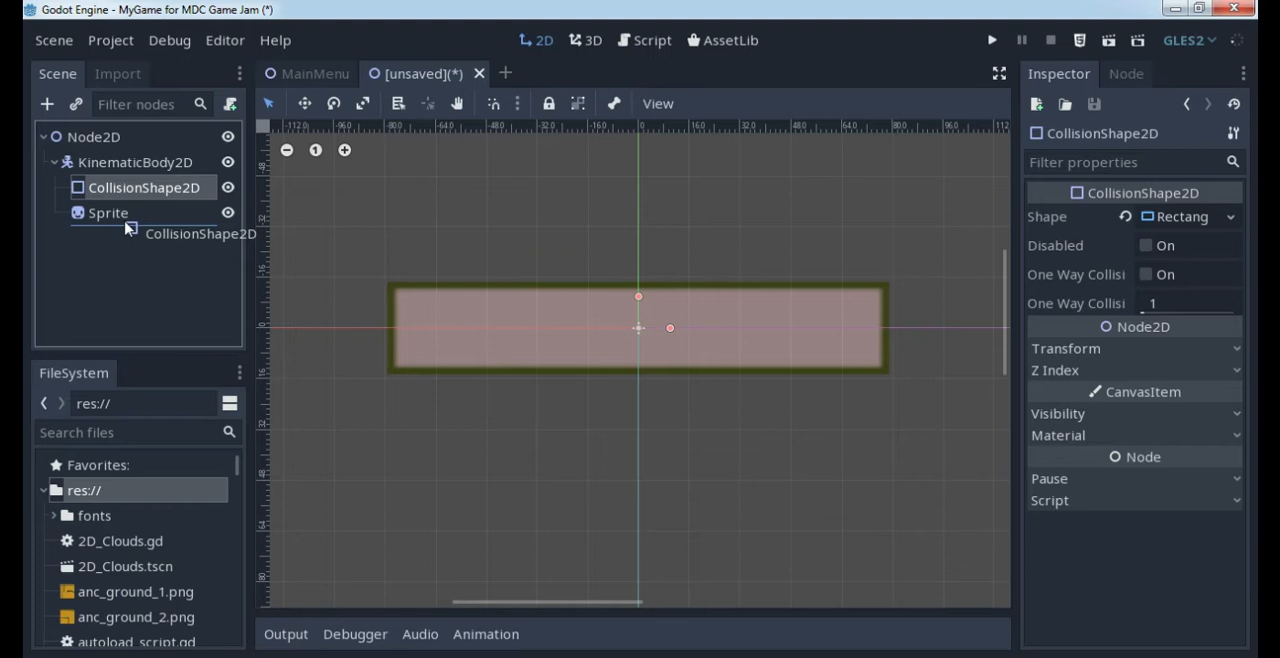 Godot Engine - MyGame for MDC Game Jam (*)
Scene Project Debug Editor Help 2D 3D Script AssetLib GLES2
Scene Import MainMenu [unsaved](*) Inspector Node
Filter nodes View
Node2D
KinematicBody2D
CollisionShape2D
Sprite
CollisionShape2D
FileSystem
res://
Search files
Favorites:
res://
fonts
2D_Clouds.gd
2D_Clouds.tscn
anc_ground_1.png
anc_ground_2.png
autoload_script.gd
Output Debugger Audio Animation
CollisionShape2D
Filter properties
CollisionShape2D
Shape Rectang
Disabled On
One Way Collisi On
One Way Collisi 1
Node2D
Transform
Z Index
CanvasItem
Visibility
Material
Node
Pause
Script